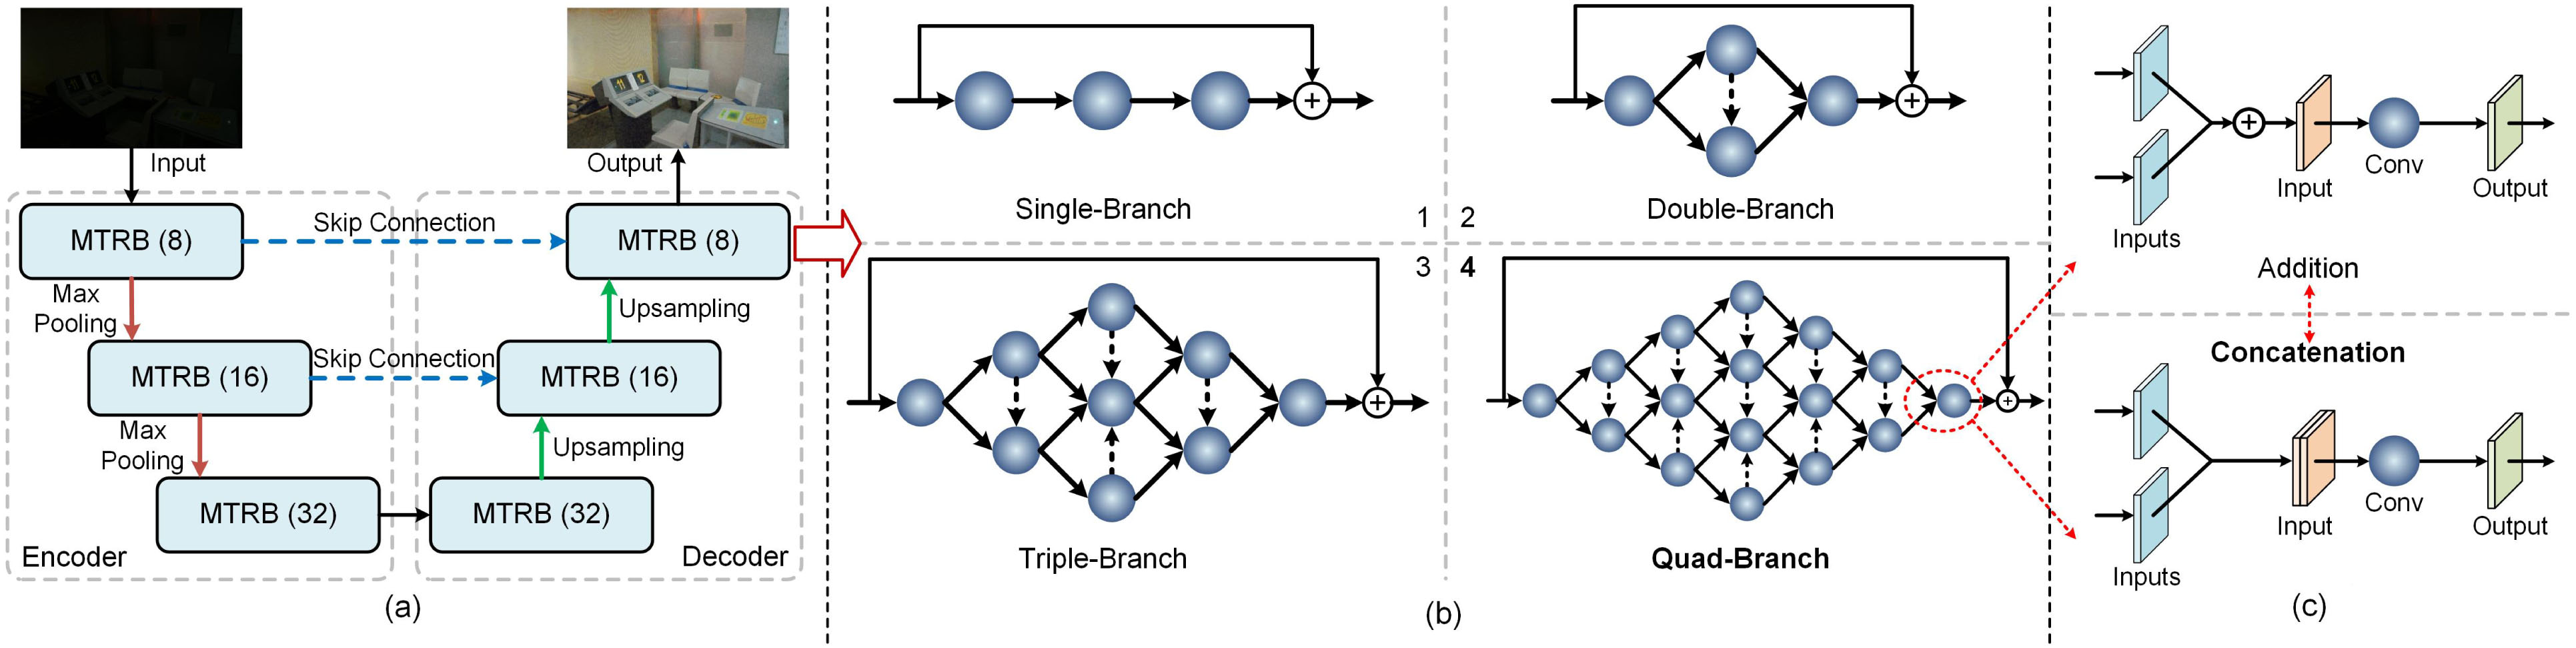 Input
Output
MTRB (8)
Skip Connection
MTRB (8)
Max
Pooling
Upsampling
MTRB (16)
Skip Connection
MTRB (16)
Max
Pooling
Upsampling
MTRB (32)
MTRB (32)
Encoder
Decoder
(a)
11
12
+
Single-Branch
1
2
+
Double-Branch
3
4
+
Triple-Branch
+
Quad-Branch
(b)
+
Input
Conv
Output
Inputs
Addition
Concatenation
Input
Conv
Output
Inputs
(c)